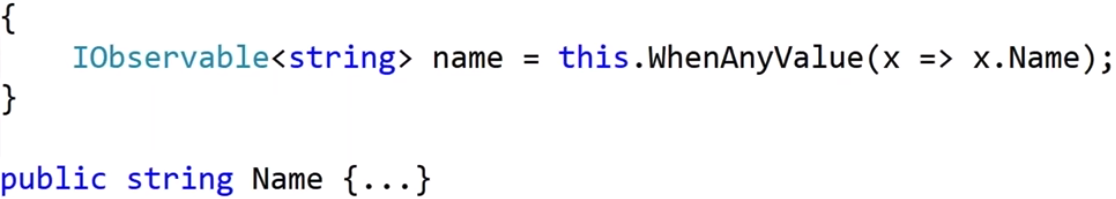 {
IObservable<string> name = this.WhenAnyValue(x => x.Name);
}
public string Name {...}